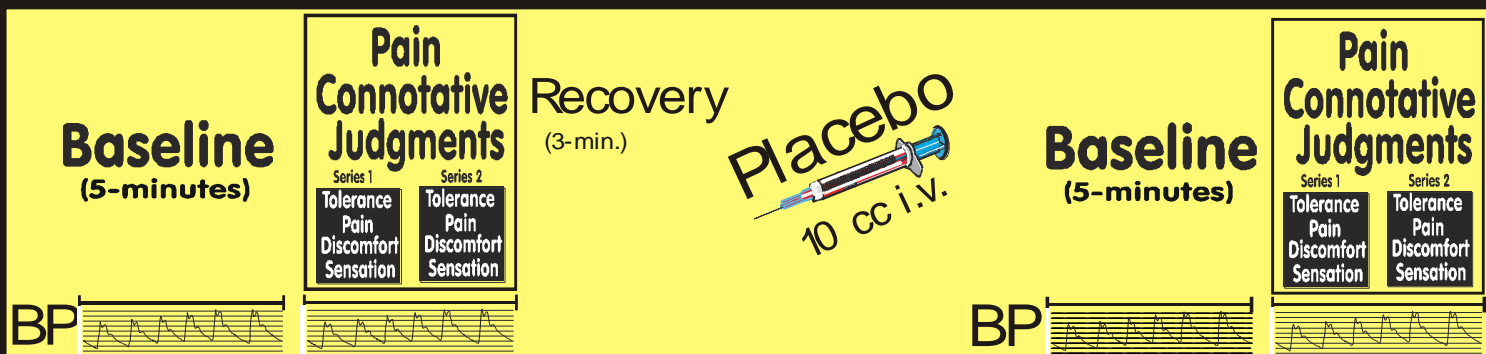 Baseline
(5-minutes)
Pain
Connotative
Judgments
Series 1
Tolerance
Pain
Discomfort
Sensation
Series 2
Tolerance
Pain
Discomfort
Sensation
Recovery
(3-min.)
Placebo
10 cc i.v.
Baseline
(5-minutes)
Pain
Connotative
Judgments
Series 1
Tolerance
Pain
Discomfort
Sensation
Series 2
Tolerance
Pain
Discomfort
Sensation
BP
BP